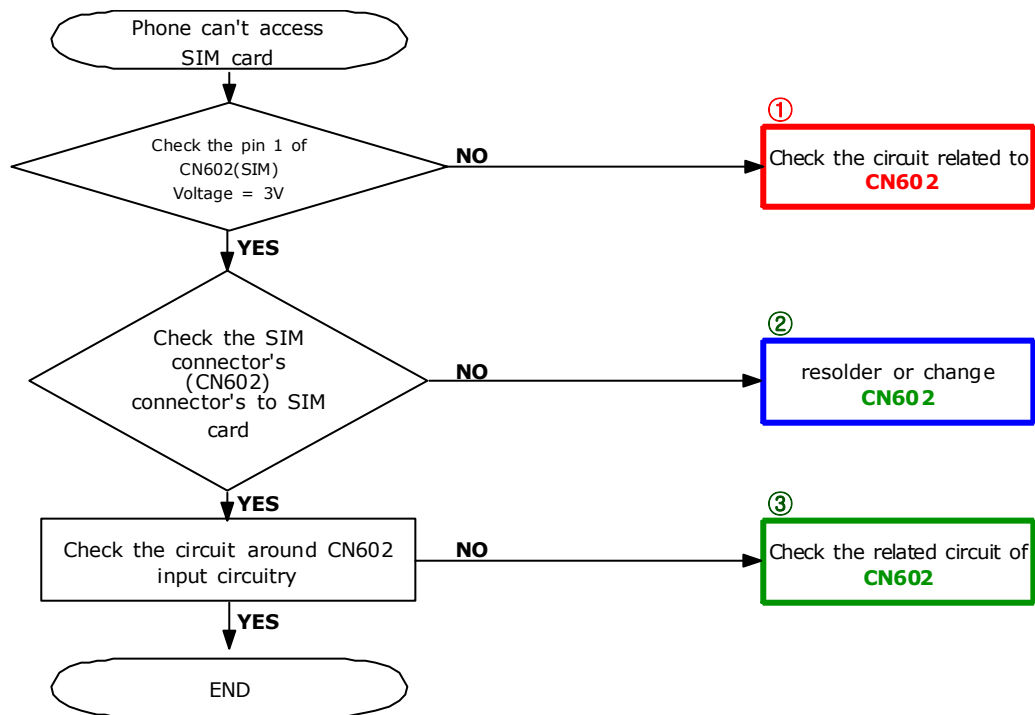 Phone can't access
SIM card
①
Check the pin 1 of
CN602(SIM)
Voltage = 3V
NO
Check the circuit related to
CN602
YES
②
Check the SIM
connector's
(CN602)
connector's to SIM
card
NO
resolder or change
CN602
YES
③
Check the circuit around CN602
input circuitry
NO
Check the related circuit of
CN602
YES
END